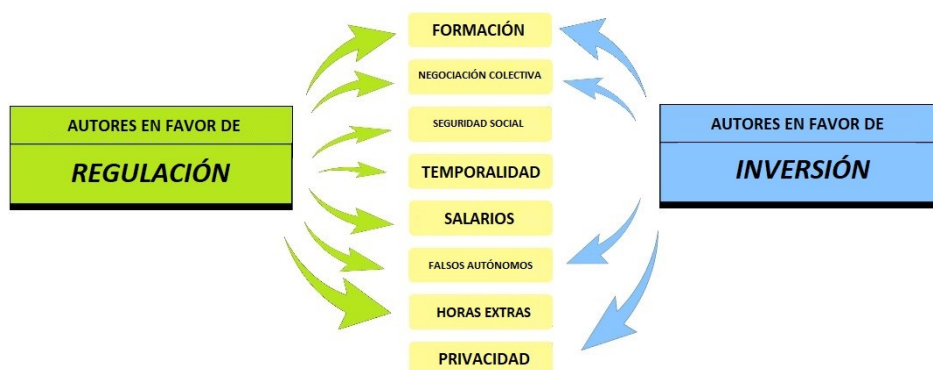 AUTORES EN FAVOR DE
REGULACIÓN
FORMACIÓN
NEGOCIACIÓN COLECTIVA
SEGURIDAD SOCIAL
TEMPORALIDAD
SALARIOS
FALSOS AUTÓNOMOS
HORAS EXTRAS
PRIVACIDAD
AUTORES EN FAVOR DE
INVERSIÓN